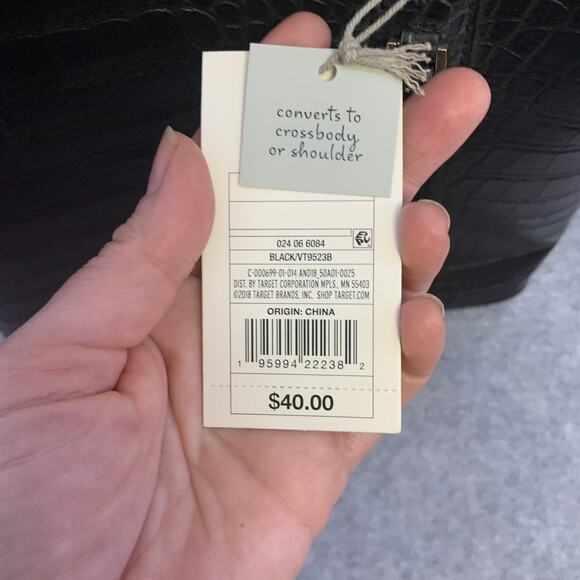 converts to
crossbody
or shoulder
024 06 6084
BLACK/VT9523B
C-000699-01-014 AND18_50A01-0025
DIST. BY TARGET CORPORATION MPLS., MN 55403
©2018 TARGET BRANDS, INC. SHOP TARGET.COM
ORIGIN: CHINA
1 95994 22238 2
$40.00